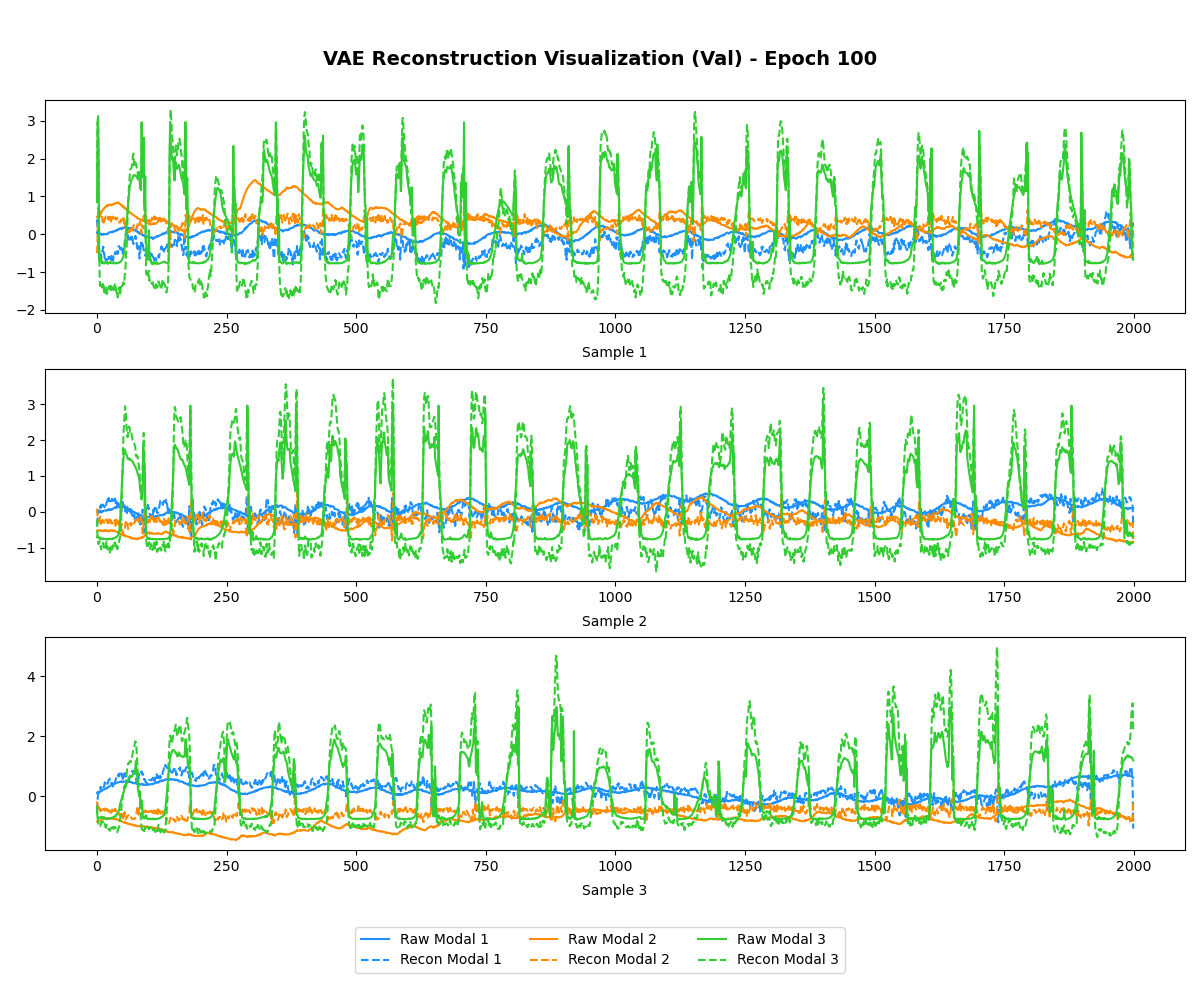 VAE Reconstruction Visualization (Val) - Epoch 100
3
2
1
0
−1
−2
0 250 500 750 1000 1250 1500 1750 2000
Sample 1
3
2
1
0
−1
0 250 500 750 1000 1250 1500 1750 2000
Sample 2
4
2
0
0 250 500 750 1000 1250 1500 1750 2000
Sample 3
Raw Modal 1 Raw Modal 2 Raw Modal 3
Recon Modal 1 Recon Modal 2 Recon Modal 3